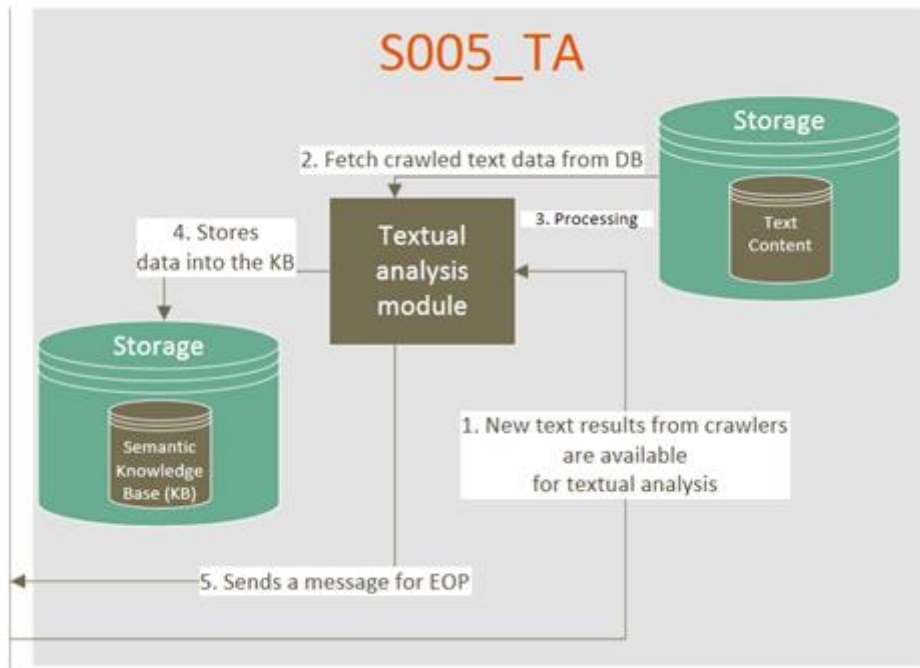 S005_TA
Storage
2. Fetch crawled text data from DB
Text
Content
3. Processing
Textual
analysis
module
4. Stores
data into the KB
Storage
Semantic
Knowledge
Base (KB)
1. New text results from crawlers
are available
for textual analysis
5. Sends a message for EOP